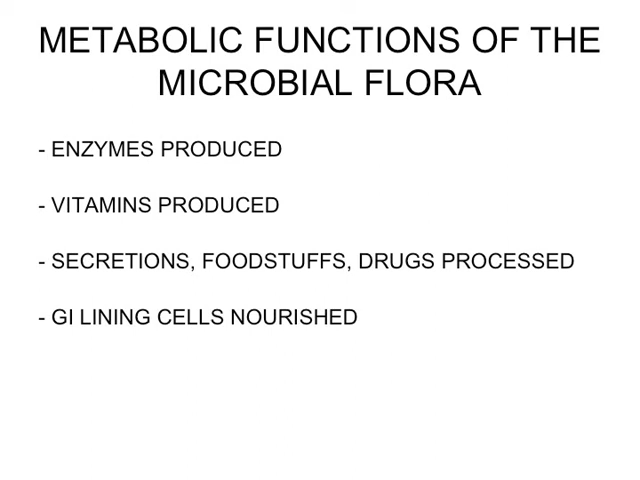 METABOLIC FUNCTIONS OF THE
MICROBIAL FLORA
- ENZYMES PRODUCED
- VITAMINS PRODUCED
- SECRETIONS, FOODSTUFFS, DRUGS PROCESSED
- GI LINING CELLS NOURISHED